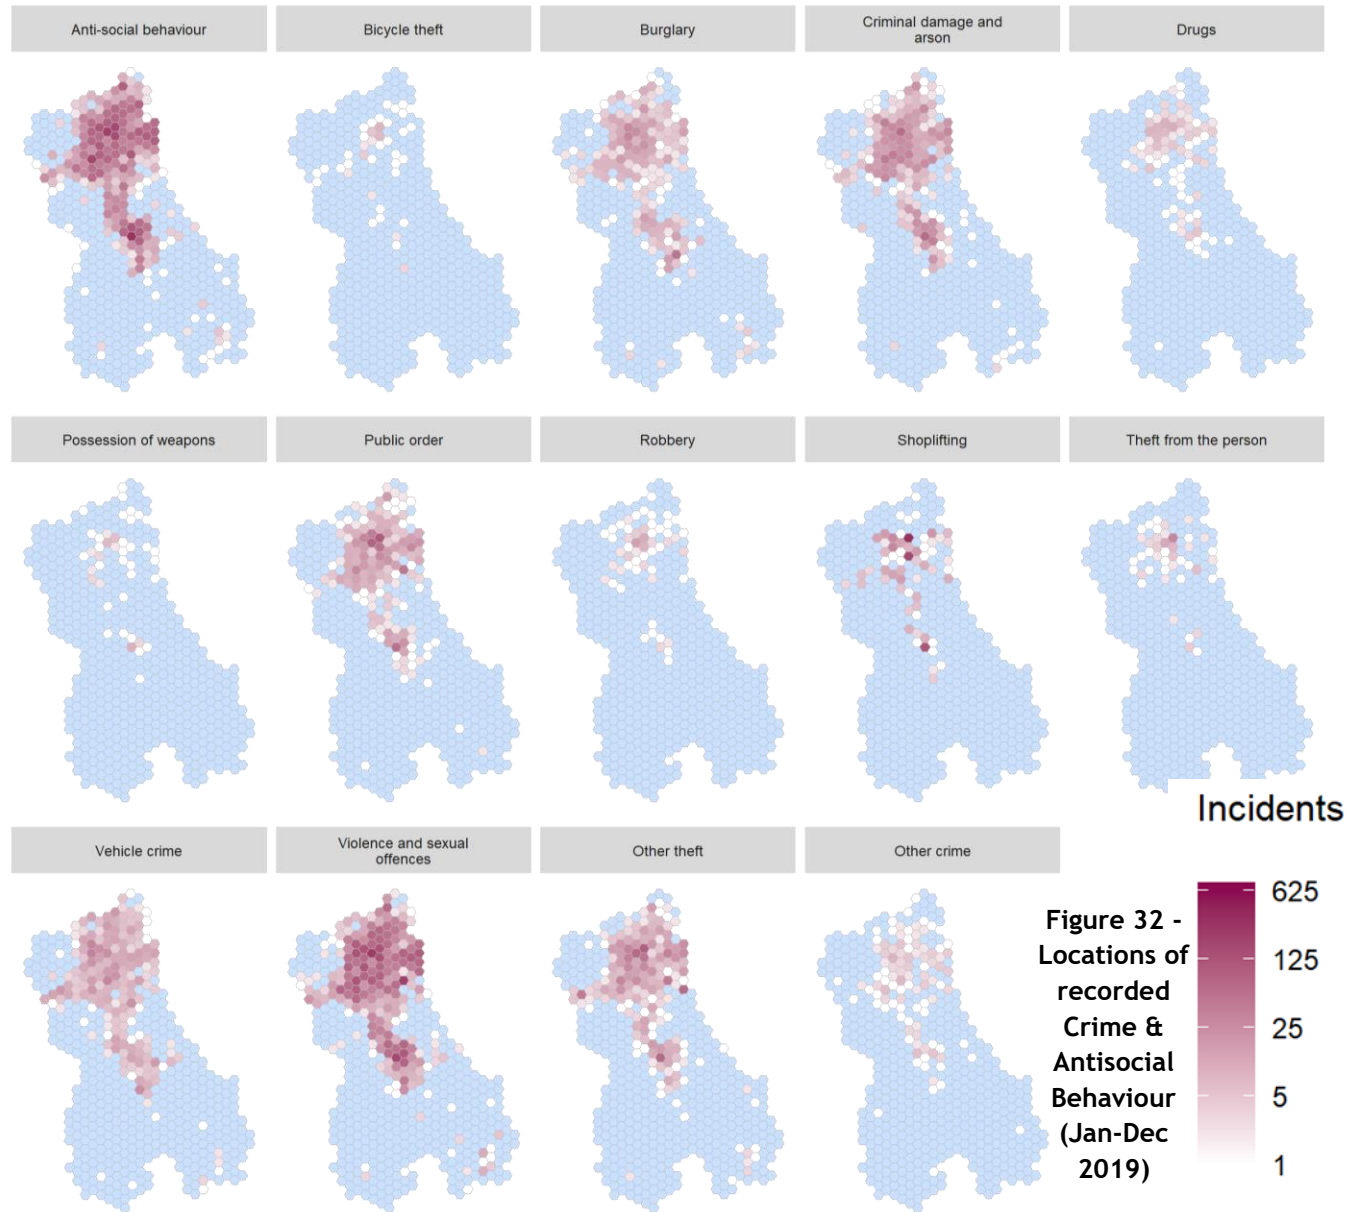 Anti-social behaviour
Bicycle theft
Burglary
Criminal damage and
arson
Drugs
Possession of weapons
Public order
Robbery
Shoplifting
Theft from the person
Vehicle crime
Violence and sexual
offences
Other theft
Other crime
Incidents
625
125
25
5
1
Figure 32 -
Locations of
recorded
Crime &
Antisocial
Behaviour
(Jan-Dec
2019)